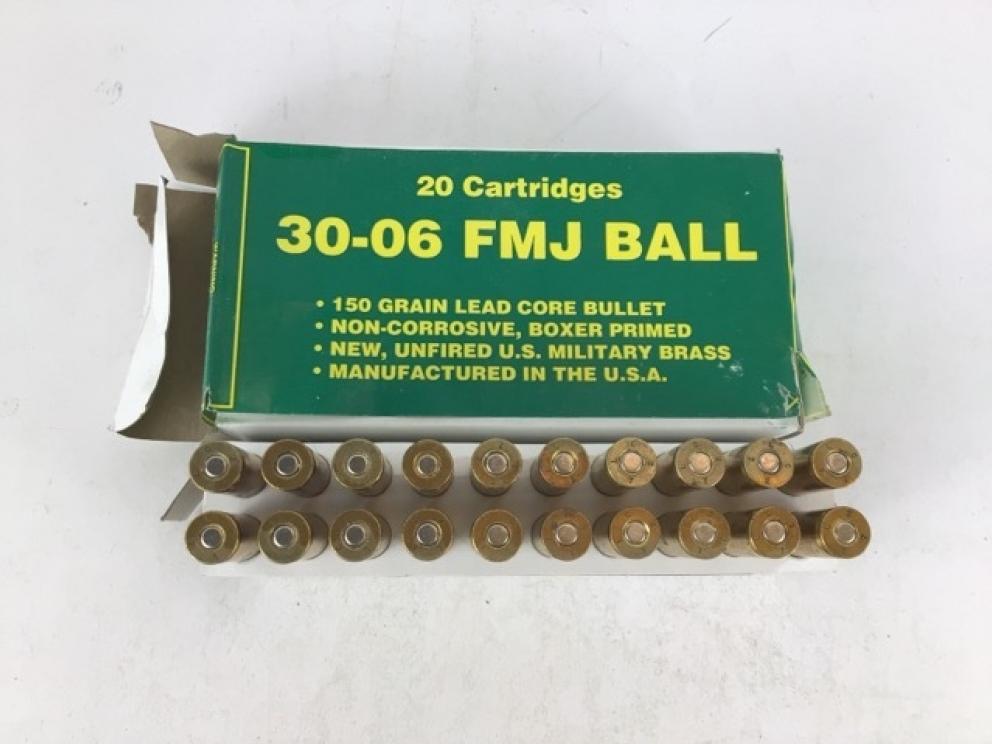 20 Cartridges
30-06 FMJ BALL
• 150 GRAIN LEAD CORE BULLET
• NON-CORROSIVE, BOXER PRIMED
• NEW, UNFIRED U.S. MILITARY BRASS
• MANUFACTURED IN THE U.S.A.
WARNING